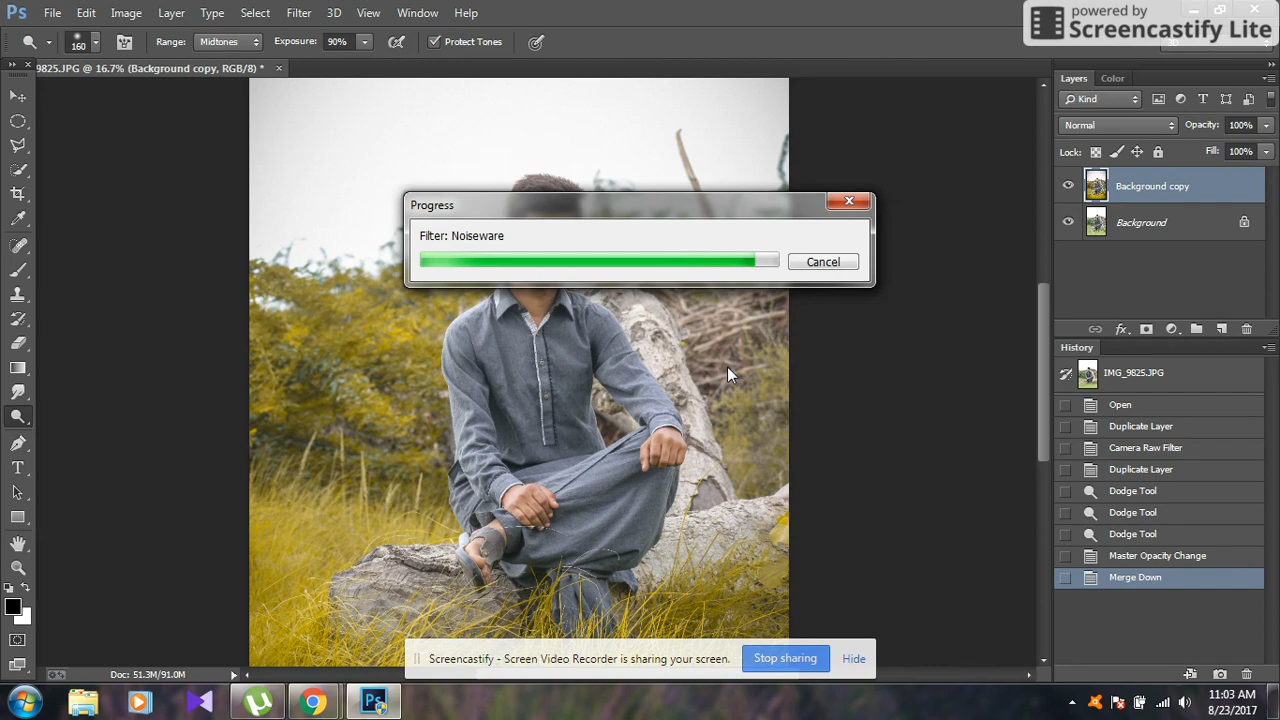 Ps File Edit Image Layer Type Select Filter 3D View Window Help
powered by
Screencastify Lite
160 Range: Midtones Exposure: 90% Protect Tones
9825.JPG @ 16.7% (Background copy, RGB/8) * ×
Layers Color
Kind
Normal Opacity: 100%
Lock: Fill: 100%
Background copy
Background
Progress
Filter: Noiseware
Cancel
fx
History
IMG_9825.JPG
Open
Duplicate Layer
Camera Raw Filter
Duplicate Layer
Dodge Tool
Dodge Tool
Dodge Tool
Master Opacity Change
Merge Down
Screencastify - Screen Video Recorder is sharing your screen. Stop sharing Hide
Doc: 51.3M/91.0M
Ps
11:03 AM
8/23/2017